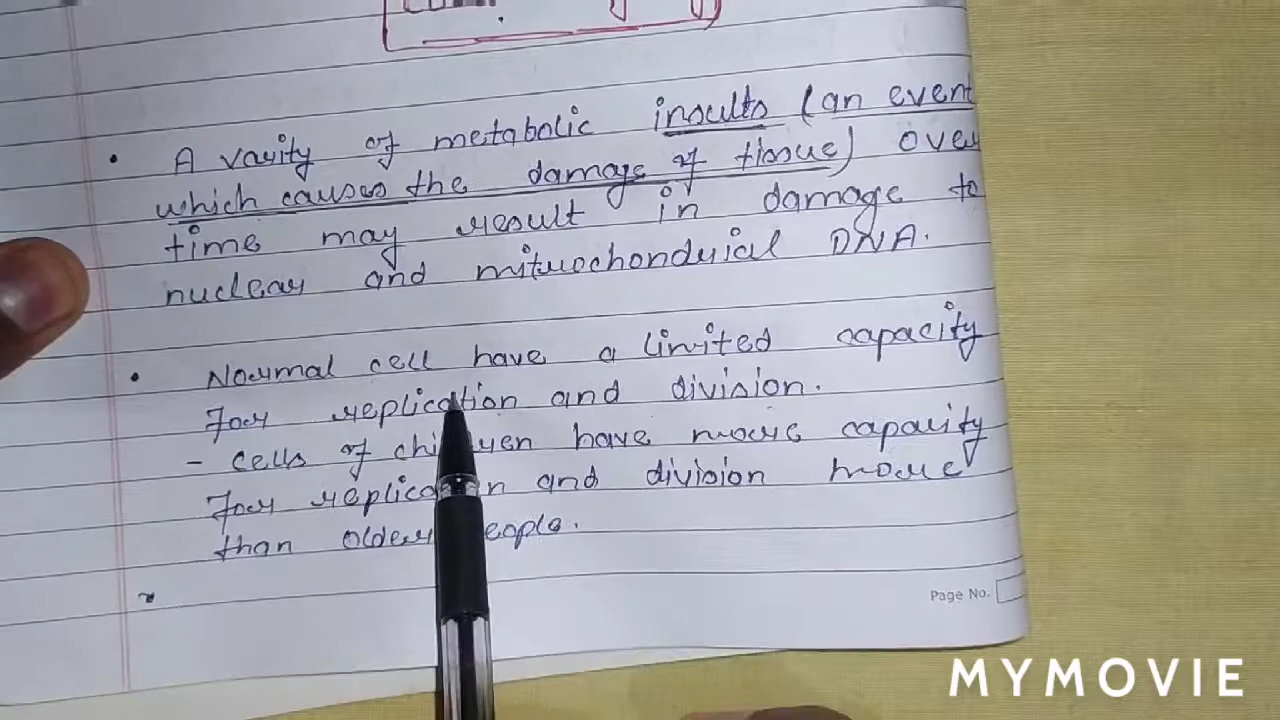 • A varity of metabolic insults (an event
which causes the damage of tissue) over
time may result in damage to
nuclear and mitrochondrial DNA.
• Normal cell have a limited capacity
For replication and division.
- cells of children have more capacity
For replication and division more
than older people.
Page No.
MYMOVIE